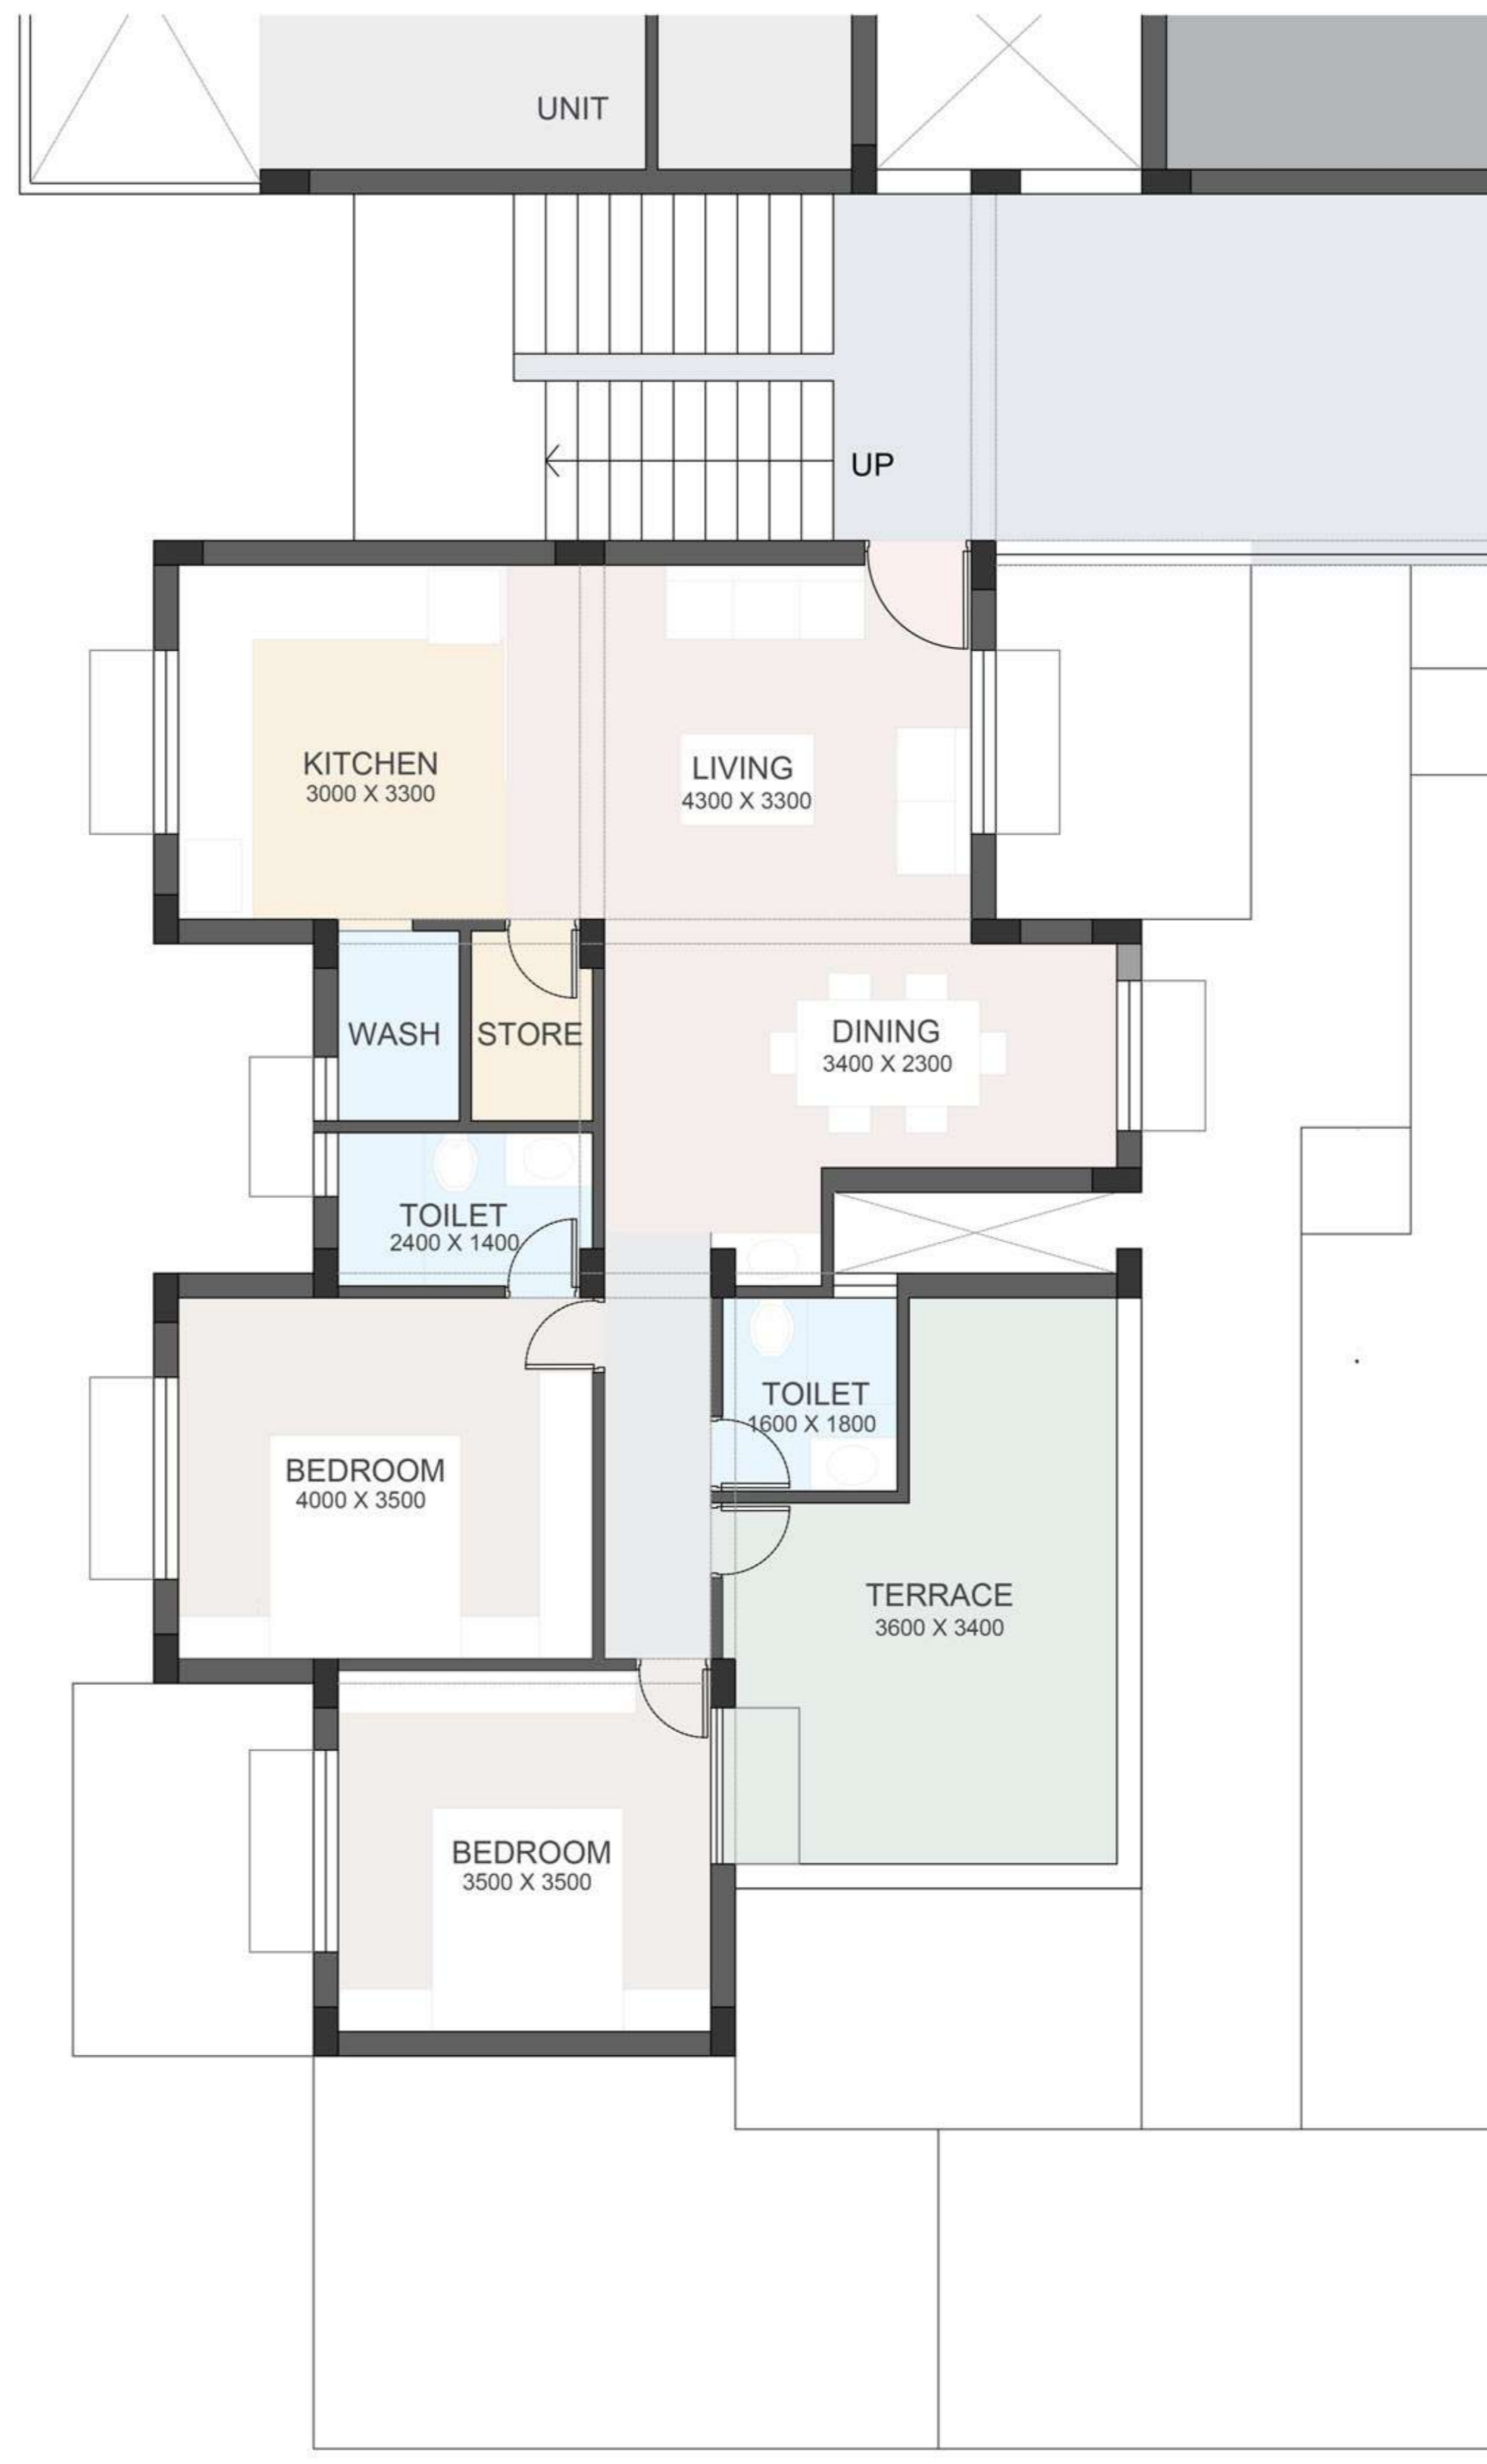 UNIT
UP
KITCHEN
3000 X 3300
LIVING
4300 X 3300
WASH
STORE
DINING
3400 X 2300
TOILET
2400 X 1400
TOILET
1600 X 1800
BEDROOM
4000 X 3500
TERRACE
3600 X 3400
BEDROOM
3500 X 3500